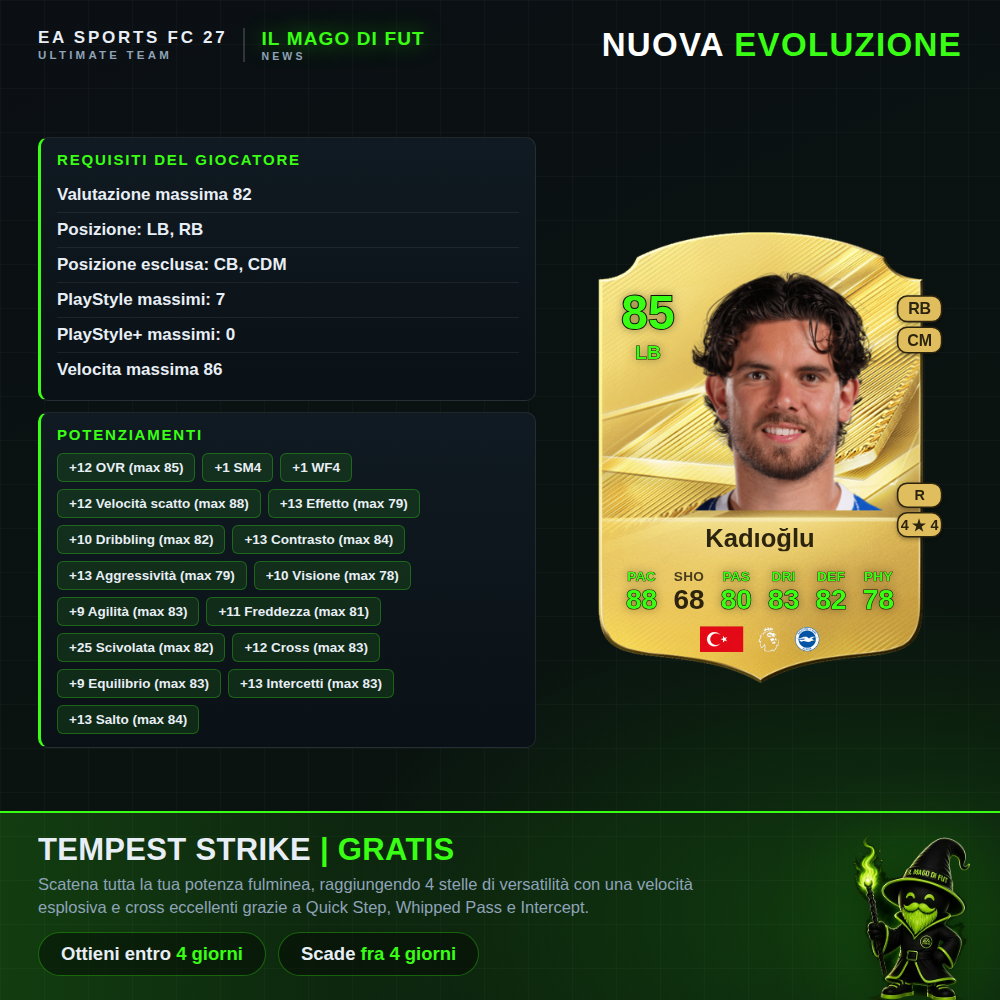 EA SPORTS FC 27
ULTIMATE TEAM
IL MAGO DI FUT
NEWS
NUOVA EVOLUZIONE
REQUISITI DEL GIOCATORE
Valutazione massima 82
Posizione: LB, RB
Posizione esclusa: CB, CDM
PlayStyle massimi: 7
PlayStyle+ massimi: 0
Velocita massima 86
POTENZIAMENTI
+12 OVR (max 85) +1 SM4 +1 WF4
+12 Velocità scatto (max 88) +13 Effetto (max 79)
+10 Dribbling (max 82) +13 Contrasto (max 84)
+13 Aggressività (max 79) +10 Visione (max 78)
+9 Agilità (max 83) +11 Freddezza (max 81)
+25 Scivolata (max 82) +12 Cross (max 83)
+9 Equilibrio (max 83) +13 Intercetti (max 83)
+13 Salto (max 84)
85
LB
RB
CM
R
4 ★ 4
Kadıoğlu
PAC SHO PAS DRI DEF PHY
88 68 80 83 82 78
TEMPEST STRIKE | GRATIS
Scatena tutta la tua potenza fulminea, raggiungendo 4 stelle di versatilità con una velocità
esplosiva e cross eccellenti grazie a Quick Step, Whipped Pass e Intercept.
Ottieni entro 4 giorni Scade fra 4 giorni
IL MAGO DI FUT